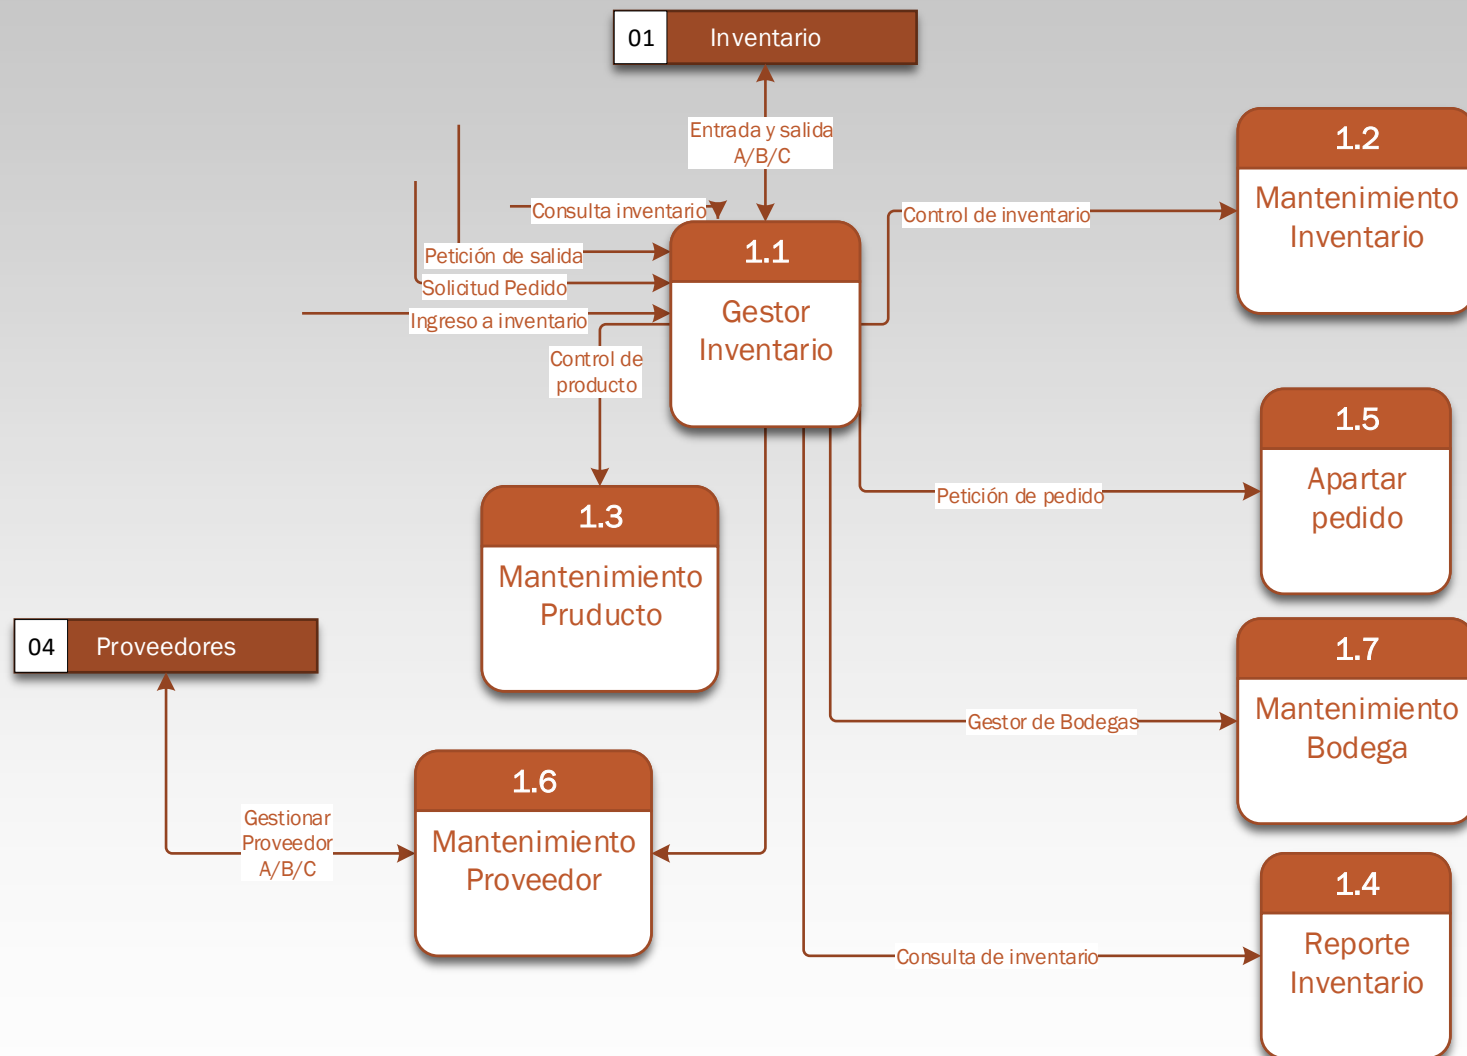 01 Inventario
Entrada y salida
A/B/C
1.2
Mantenimiento
Inventario
Consulta inventario
Control de inventario
Petición de salida
Solicitud Pedido
Ingreso a inventario
1.1
Gestor
Inventario
Control de
producto
1.5
Apartar
pedido
Petición de pedido
1.3
Mantenimiento
Pruducto
04 Proveedores
1.7
Mantenimiento
Bodega
Gestor de Bodegas
1.6
Mantenimiento
Proveedor
Gestionar
Proveedor
A/B/C
1.4
Reporte
Inventario
Consulta de inventario